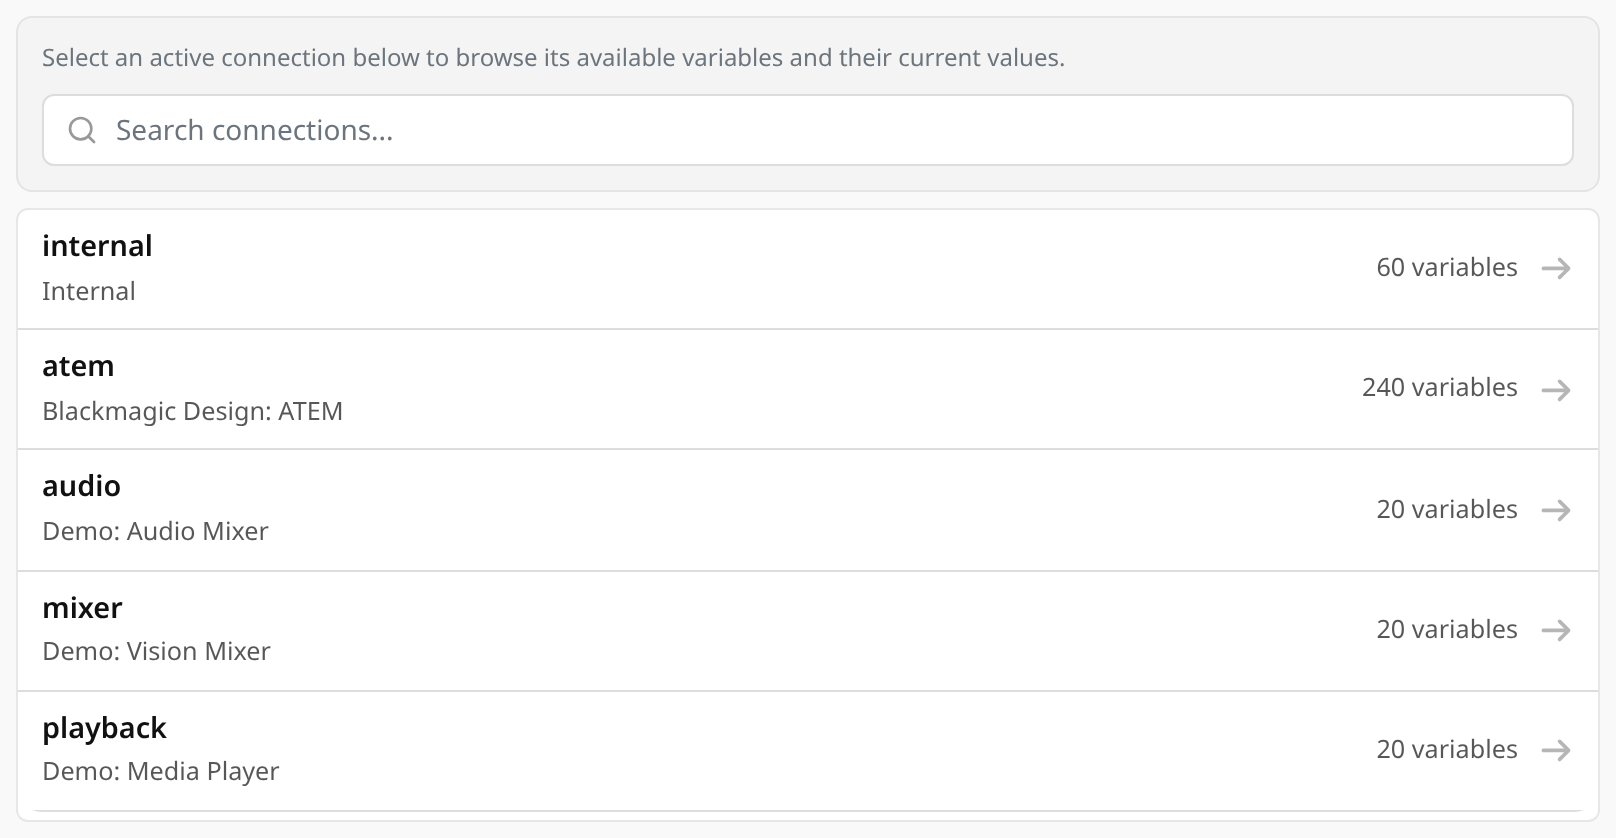 Select an active connection below to browse its available variables and their current values.
Search connections...
internal
Internal
60 variables
atem
Blackmagic Design: ATEM
240 variables
audio
Demo: Audio Mixer
20 variables
mixer
Demo: Vision Mixer
20 variables
playback
Demo: Media Player
20 variables